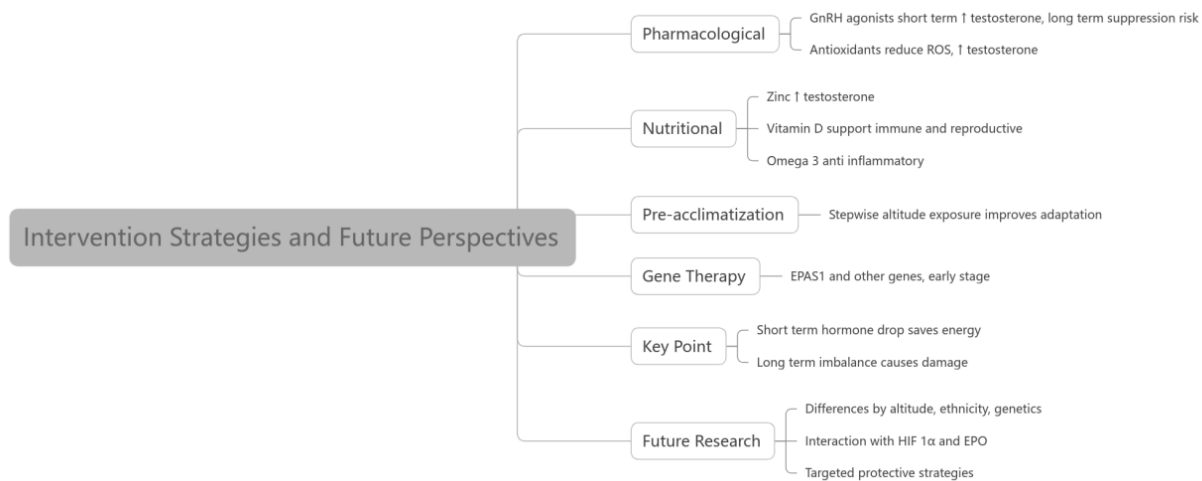 Intervention Strategies and Future Perspectives
Pharmacological
GnRH agonists short term ↑ testosterone, long term suppression risk
Antioxidants reduce ROS, ↑ testosterone
Nutritional
Zinc ↑ testosterone
Vitamin D support immune and reproductive
Omega 3 anti inflammatory
Pre-acclimatization
Stepwise altitude exposure improves adaptation
Gene Therapy
EPAS1 and other genes, early stage
Key Point
Short term hormone drop saves energy
Long term imbalance causes damage
Future Research
Differences by altitude, ethnicity, genetics
Interaction with HIF 1α and EPO
Targeted protective strategies